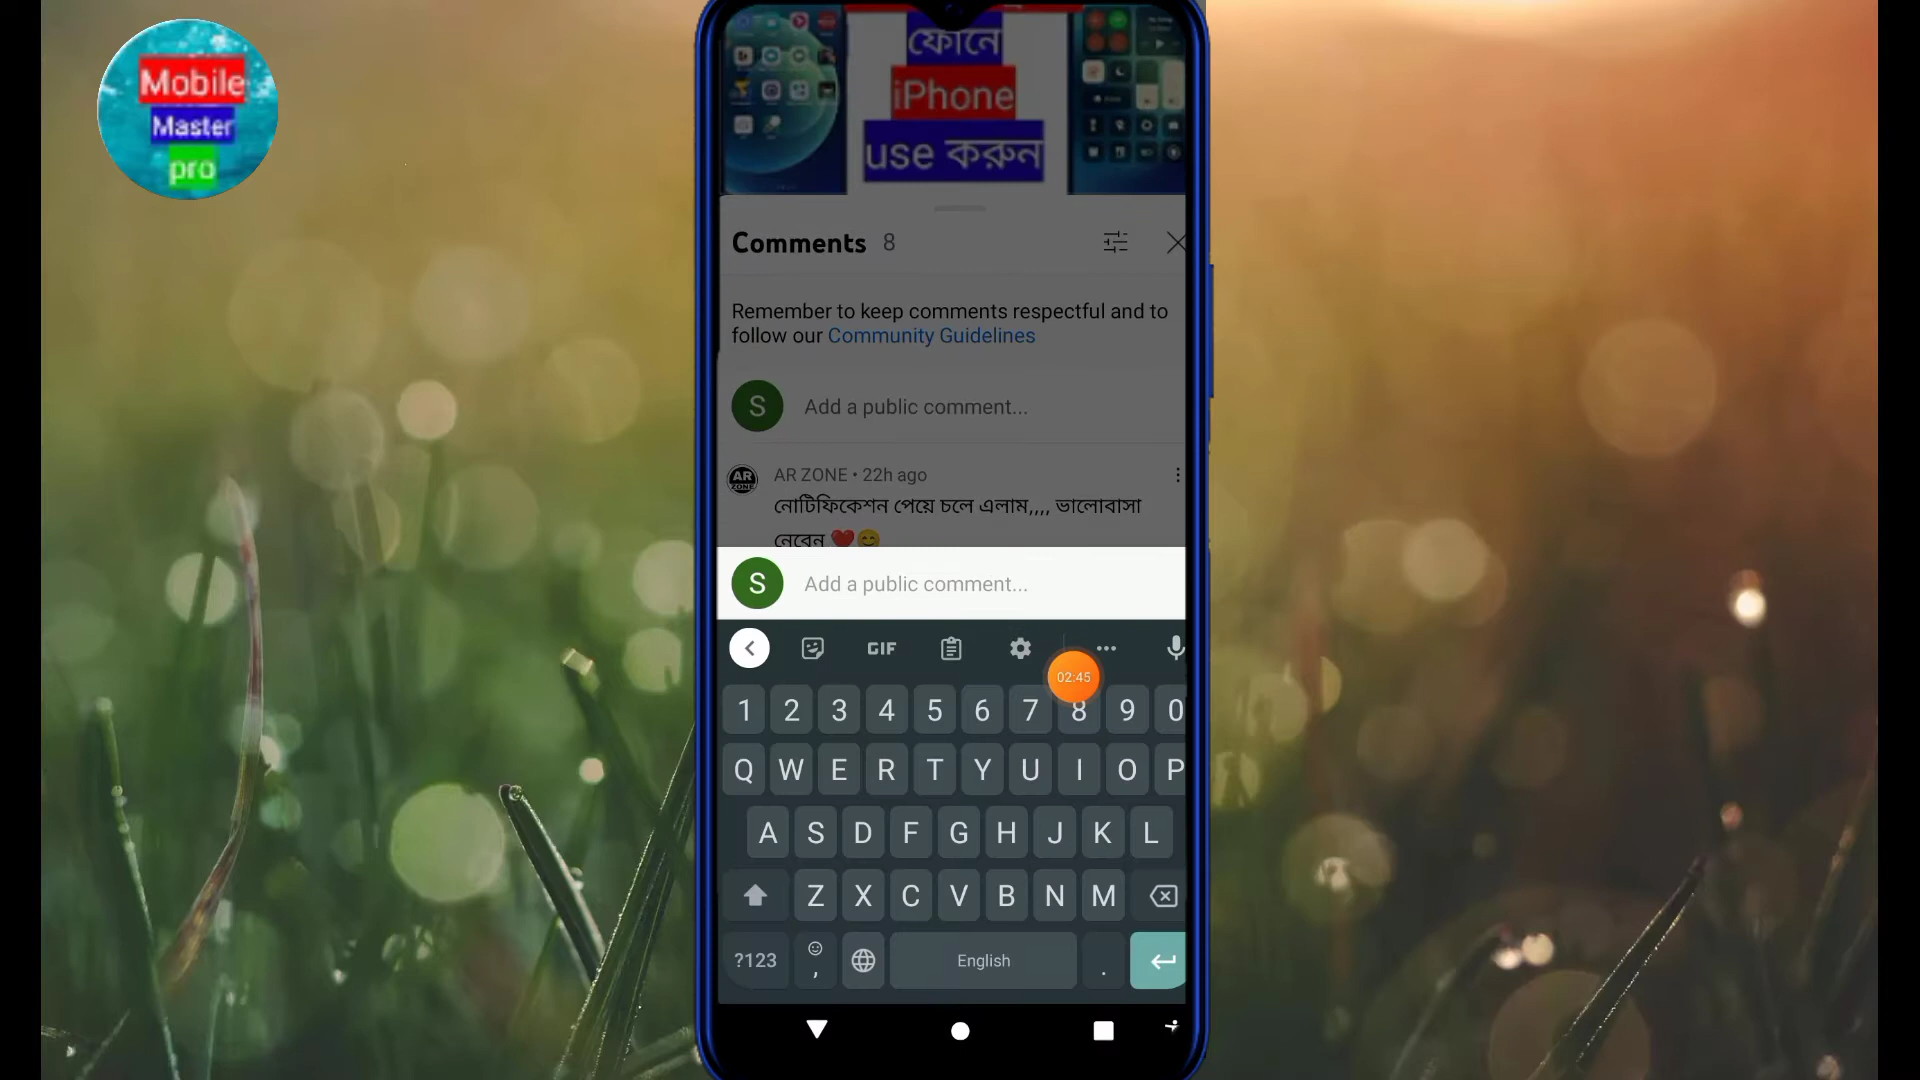 Mobile
Master
pro
ফোনে
iPhone
use করুন
Comments 8
Remember to keep comments respectful and to
follow our Community Guidelines
S Add a public comment...
AR ZONE • 22h ago
AR
ZONE
নোটিফিকেশন পেয়ে চলে এলাম,,,, ভালোবাসা
নেবেন ❤️😊
S Add a public comment...
GIF
02:45
1 2 3 4 5 6 7 8 9 0
Q W E R T Y U I O P
A S D F G H J K L
Z X C V B N M
?123 , English .